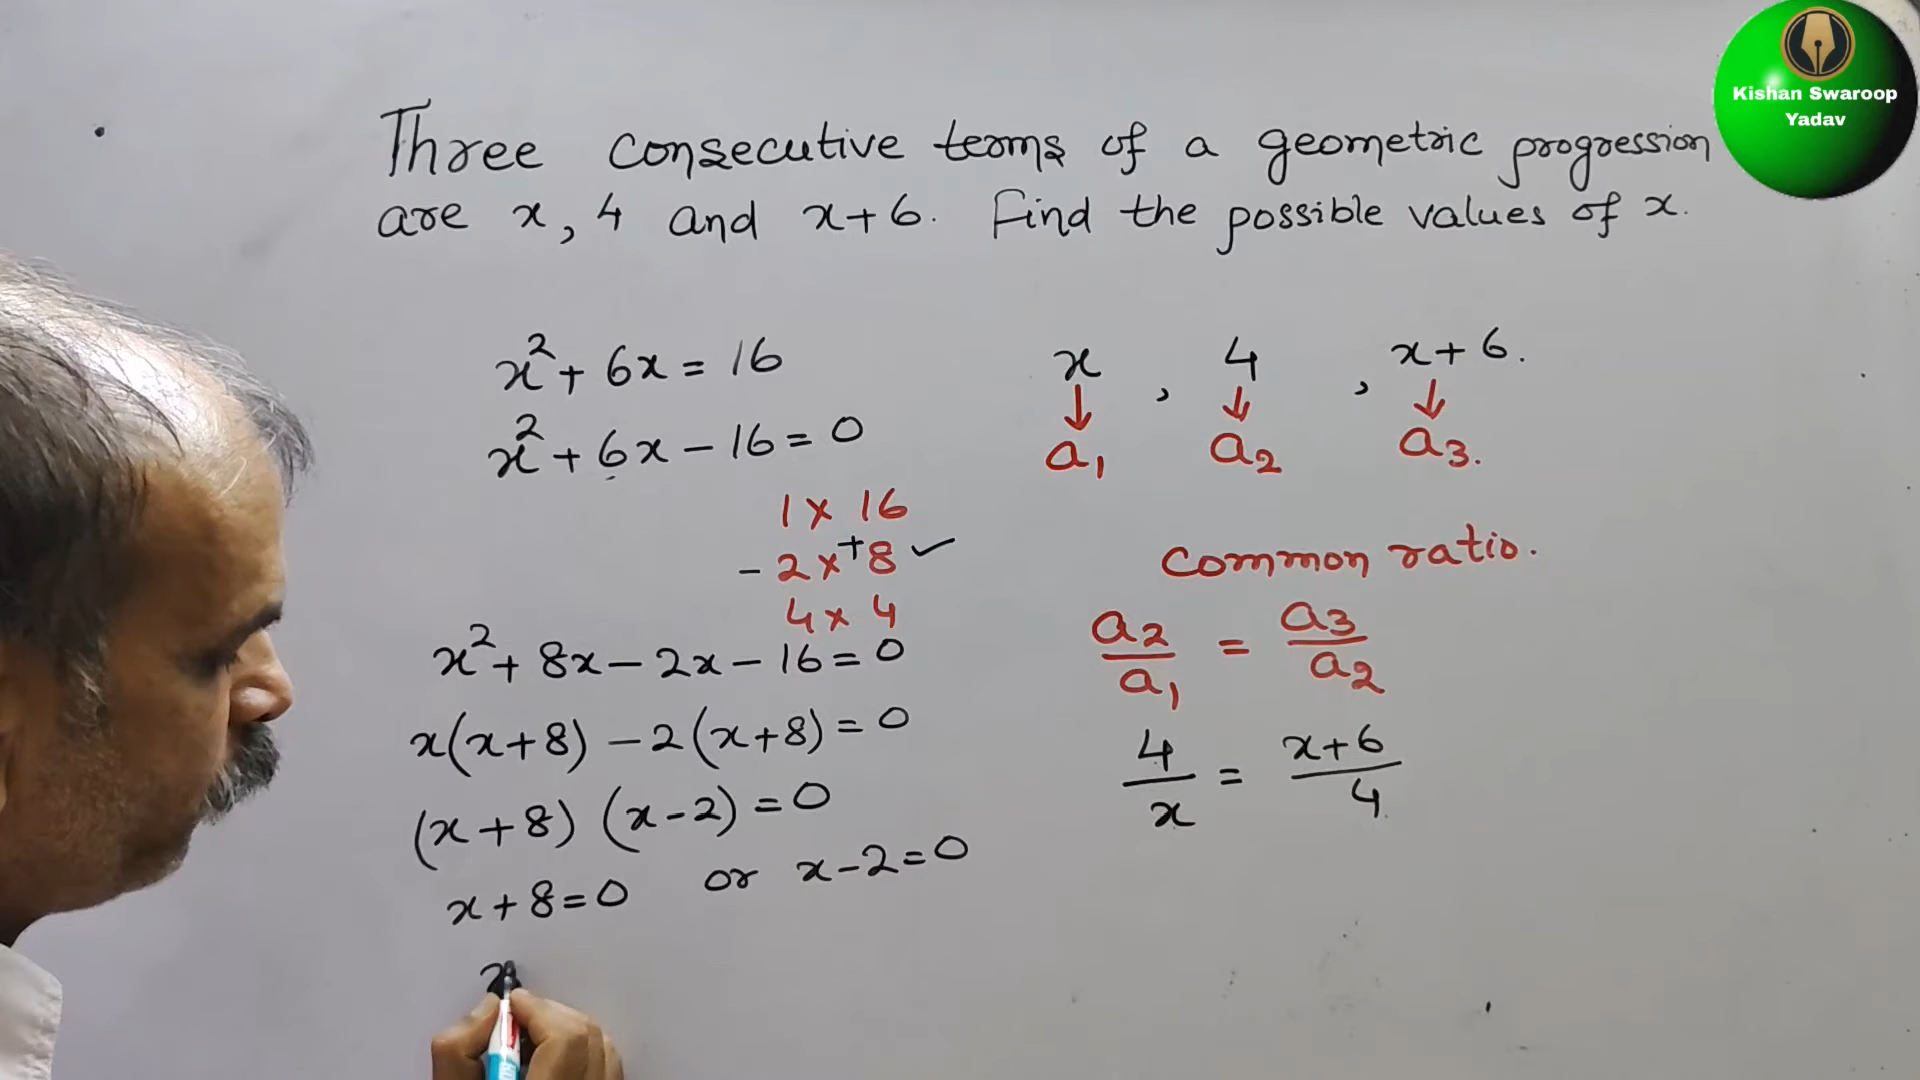 Kishan Swaroop
Yadav
Three consecutive terms of a geometric progression
are x, 4 and x+6. Find the possible values of x.
x² + 6x = 16
x² + 6x - 16 = 0
1 x 16
- 2 x + 8 ✓
4 x 4
x² + 8x - 2x - 16 = 0
x(x+8) - 2(x+8) = 0
(x+8) (x-2) = 0
x+8=0 or x-2=0
x
x , 4 , x+6.
↓ ↓ ↓
a₁ a₂ a₃.
Common ratio.
a₂/a₁ = a₃/a₂
4/x = x+6/4